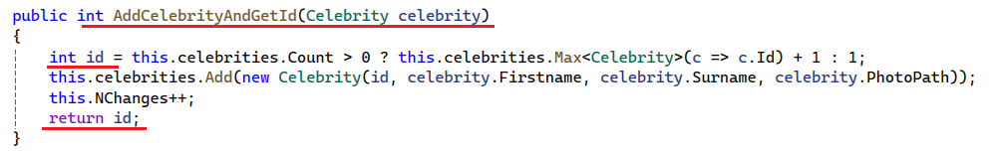 public int AddCelebrityAndGetId(Celebrity celebrity)
{
int id = this.celebrities.Count > 0 ? this.celebrities.Max<Celebrity>(c => c.Id) + 1 : 1;
this.celebrities.Add(new Celebrity(id, celebrity.Firstname, celebrity.Surname, celebrity.PhotoPath));
this.NChanges++;
return id;
}